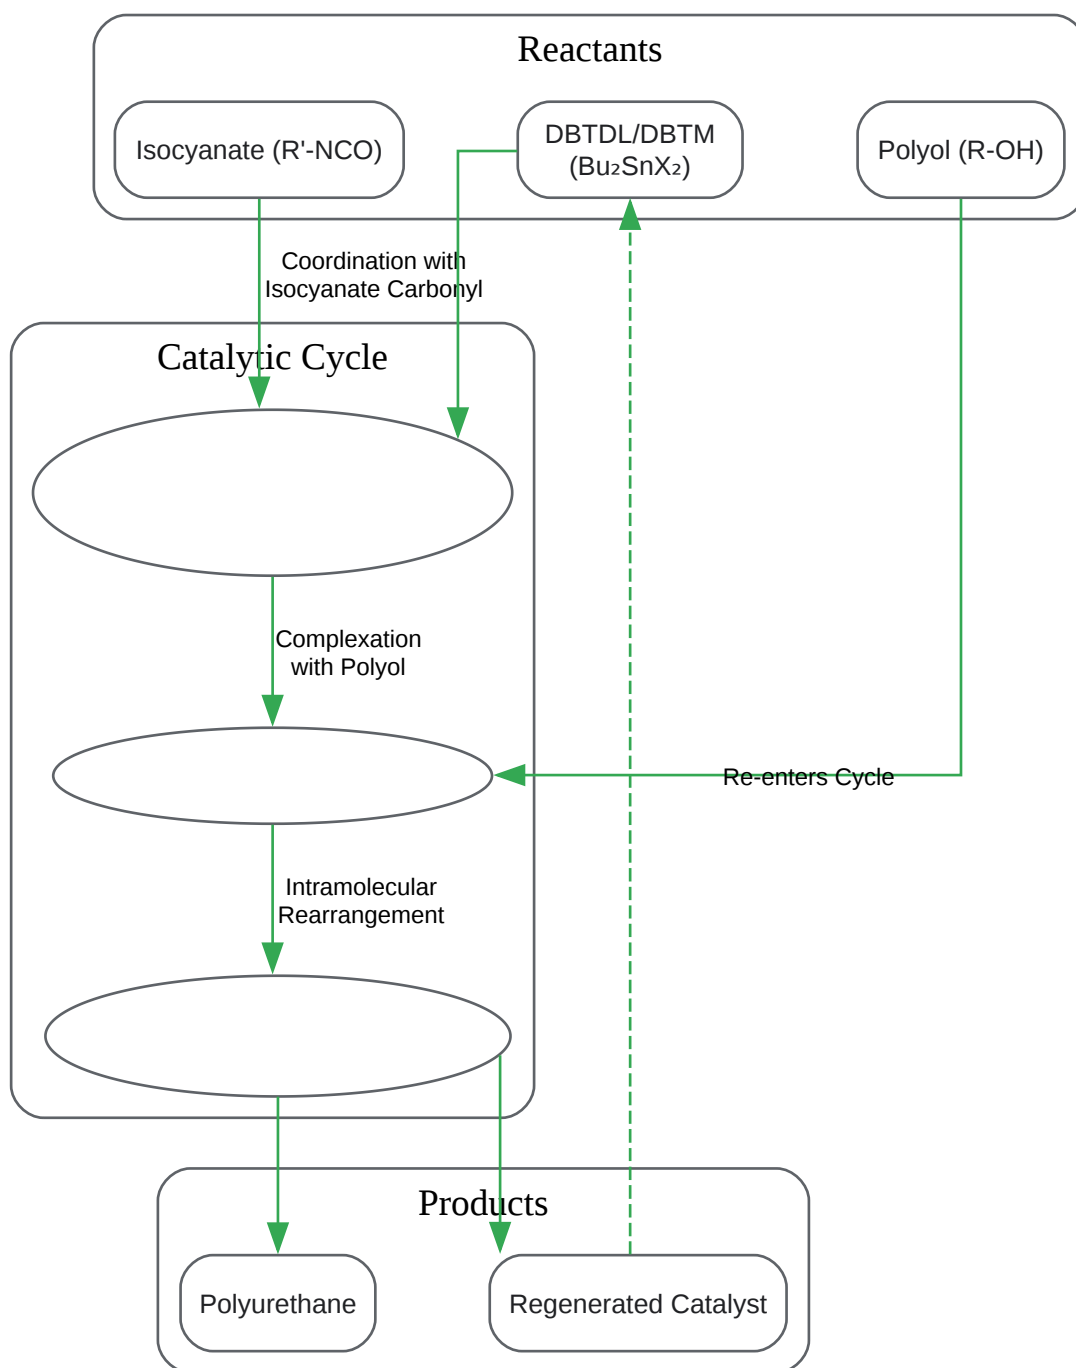 Reactants
Isocyanate (R'-NCO)
DBTDL/DBTM
(Bu₂SnX₂)
Polyol (R-OH)
Coordination with
Isocyanate Carbonyl
Catalytic Cycle
Complexation
with Polyol
Re-enters Cycle
Intramolecular
Rearrangement
Products
Polyurethane
Regenerated Catalyst